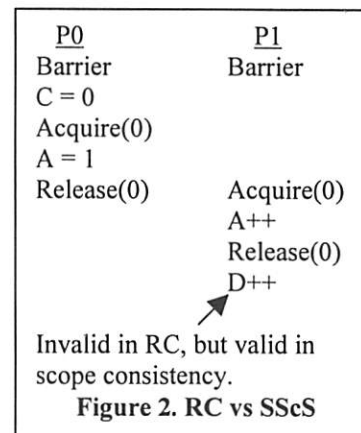 P0 P1
Barrier Barrier
C = 0
Acquire(0)
A = 1
Release(0) Acquire(0)
A++
Release(0)
D++
Invalid in RC, but valid in
scope consistency.
Figure 2. RC vs SScS